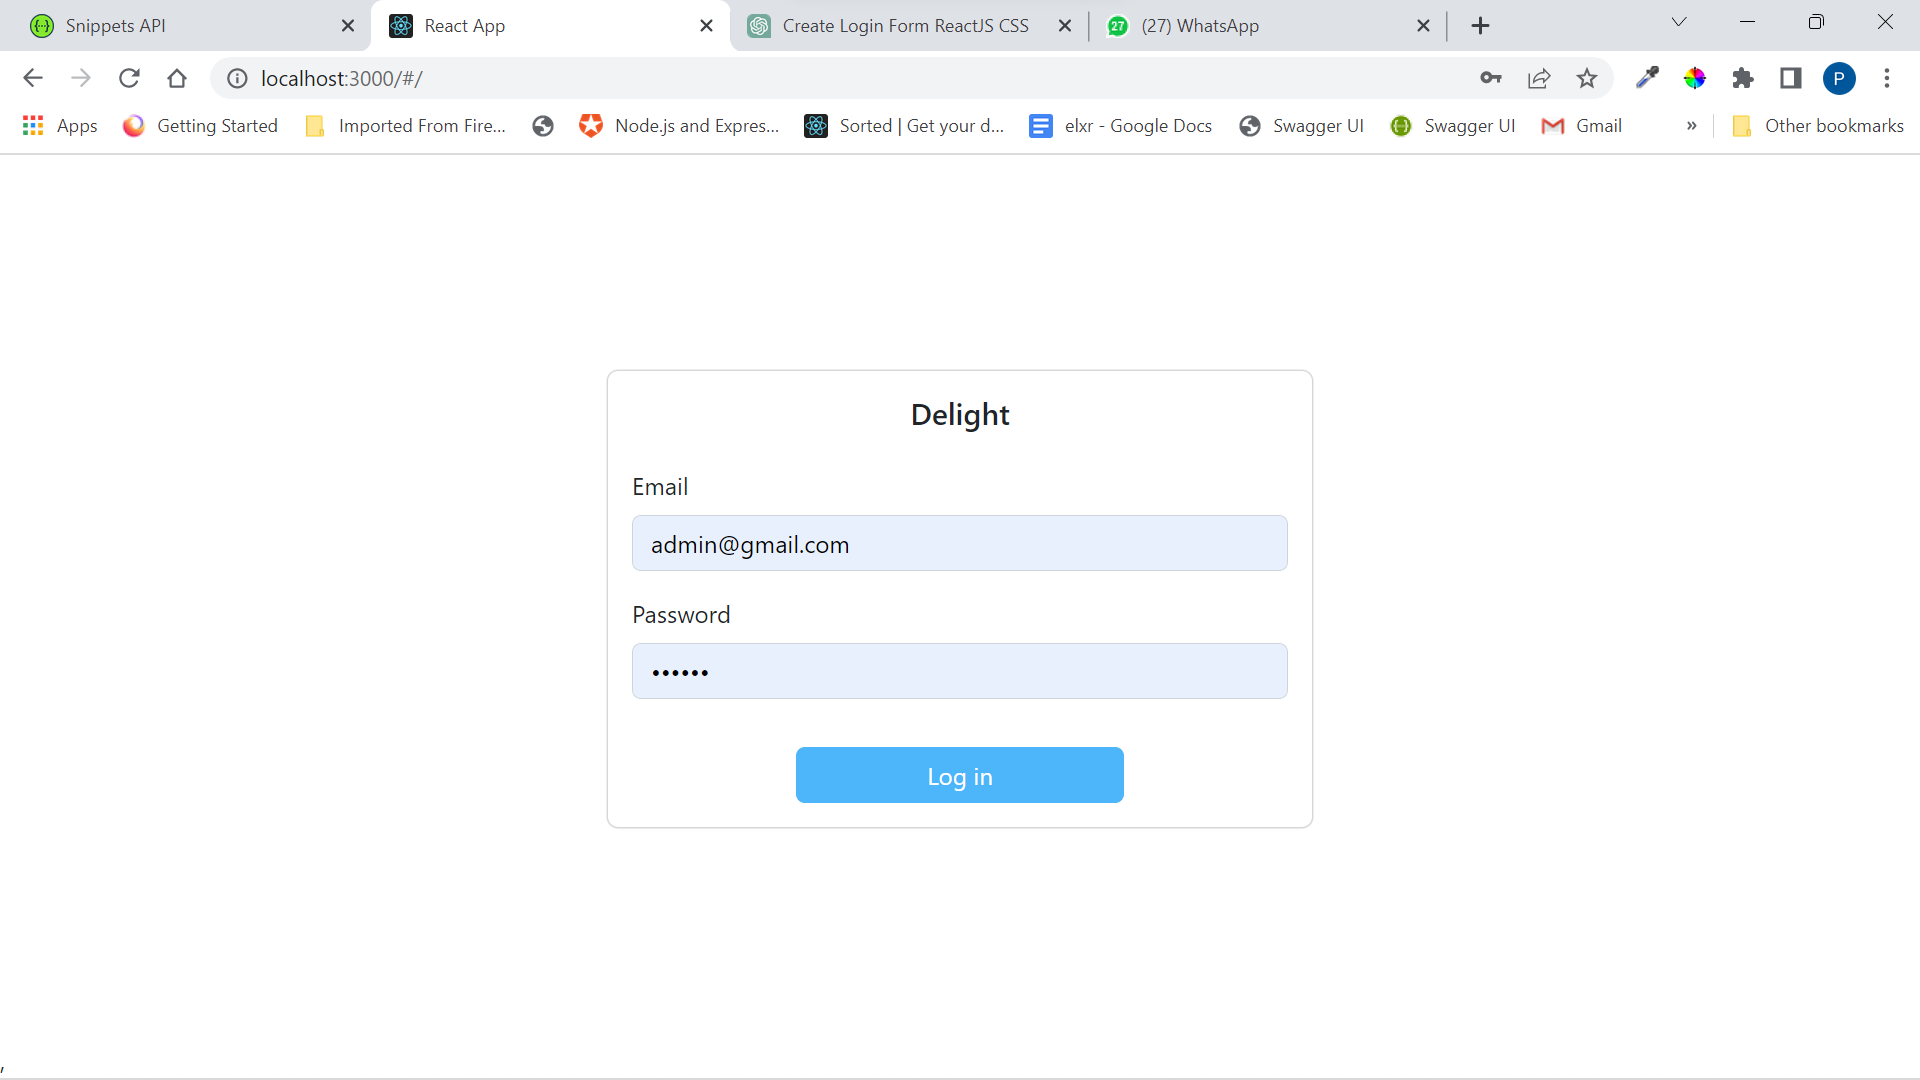 Snippets API
React App
Create Login Form ReactJS CSS
27
(27) WhatsApp
localhost:3000/#/
P
Apps
Getting Started
Imported From Fire...
Node.js and Expres...
Sorted | Get your d...
elxr - Google Docs
Swagger UI
Swagger UI
Gmail
»
Other bookmarks
Delight
Email
admin@gmail.com
Password
••••••
Log in
,